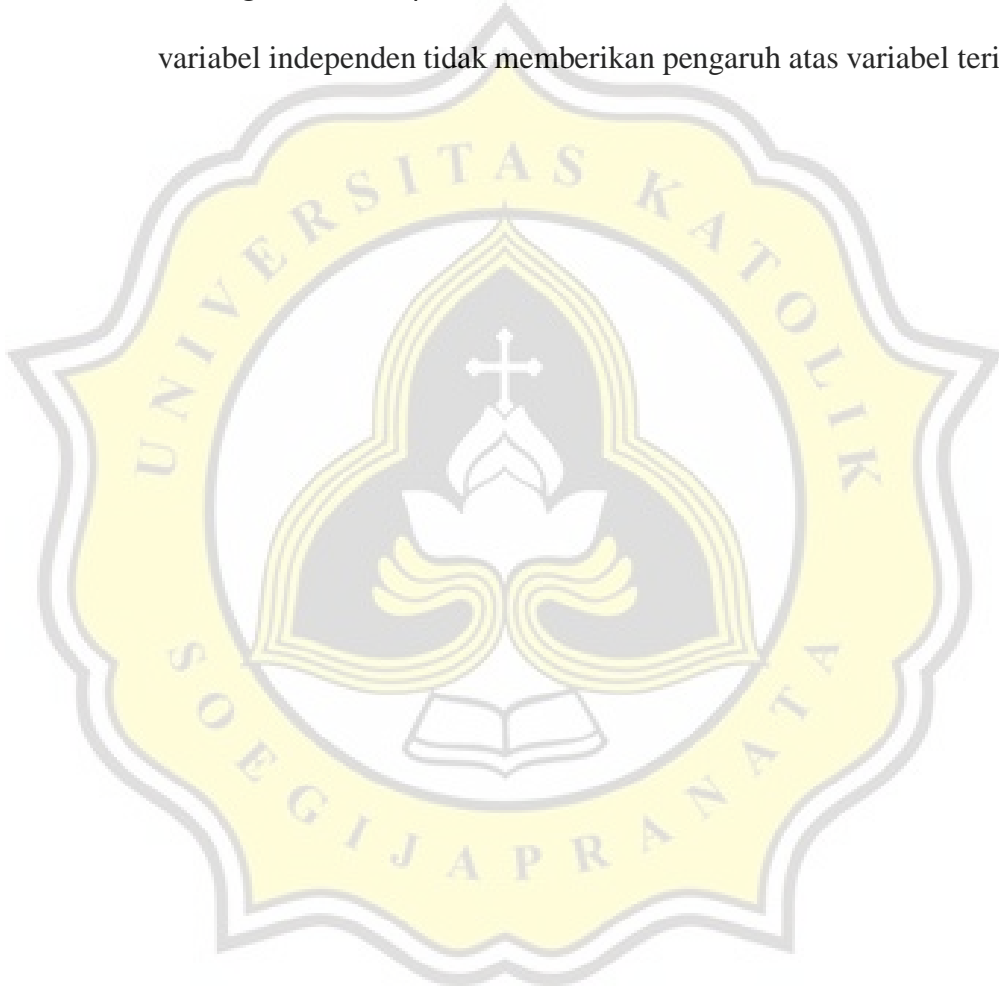 variabel independen tidak memberikan pengaruh atas variabel teri
UNIVERSITAS KATOLIK
SOEGIJAPRANATA